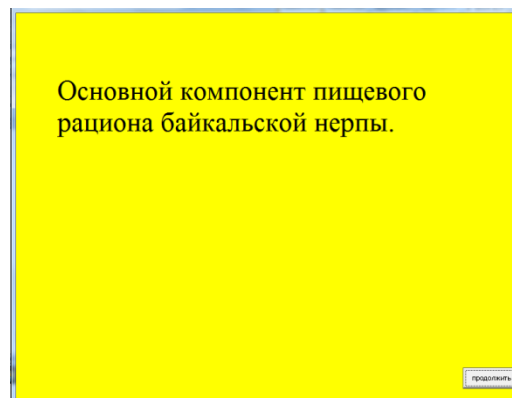 Основной компонент пищевого
рациона байкальской нерпы.
продолжить